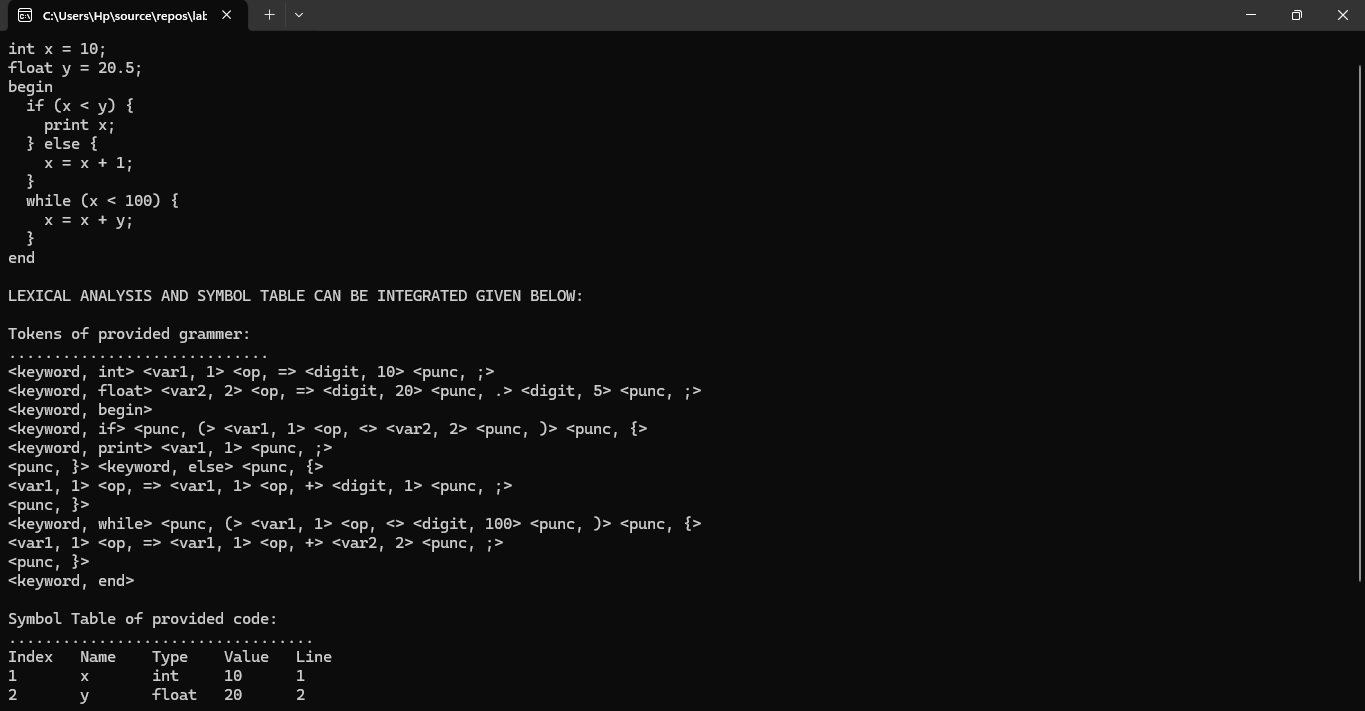 C:\Users\Hp\source\repos\lab
int x = 10;
float y = 20.5;
begin
  if (x < y) {
    print x;
  } else {
    x = x + 1;
  }
  while (x < 100) {
    x = x + y;
  }
end
LEXICAL ANALYSIS AND SYMBOL TABLE CAN BE INTEGRATED GIVEN BELOW:
Tokens of provided grammer:
.............................
<keyword, int> <var1, 1> <op, => <digit, 10> <punc, ;>
<keyword, float> <var2, 2> <op, => <digit, 20> <punc, .> <digit, 5> <punc, ;>
<keyword, begin>
<keyword, if> <punc, (> <var1, 1> <op, <> <var2, 2> <punc, )> <punc, {>
<keyword, print> <var1, 1> <punc, ;>
<punc, }> <keyword, else> <punc, {>
<var1, 1> <op, => <var1, 1> <op, +> <digit, 1> <punc, ;>
<punc, }>
<keyword, while> <punc, (> <var1, 1> <op, <> <digit, 100> <punc, )> <punc, {>
<var1, 1> <op, => <var1, 1> <op, +> <var2, 2> <punc, ;>
<punc, }>
<keyword, end>
Symbol Table of provided code:
..................................
Index   Name    Type    Value   Line
1       x       int     10      1
2       y       float   20      2